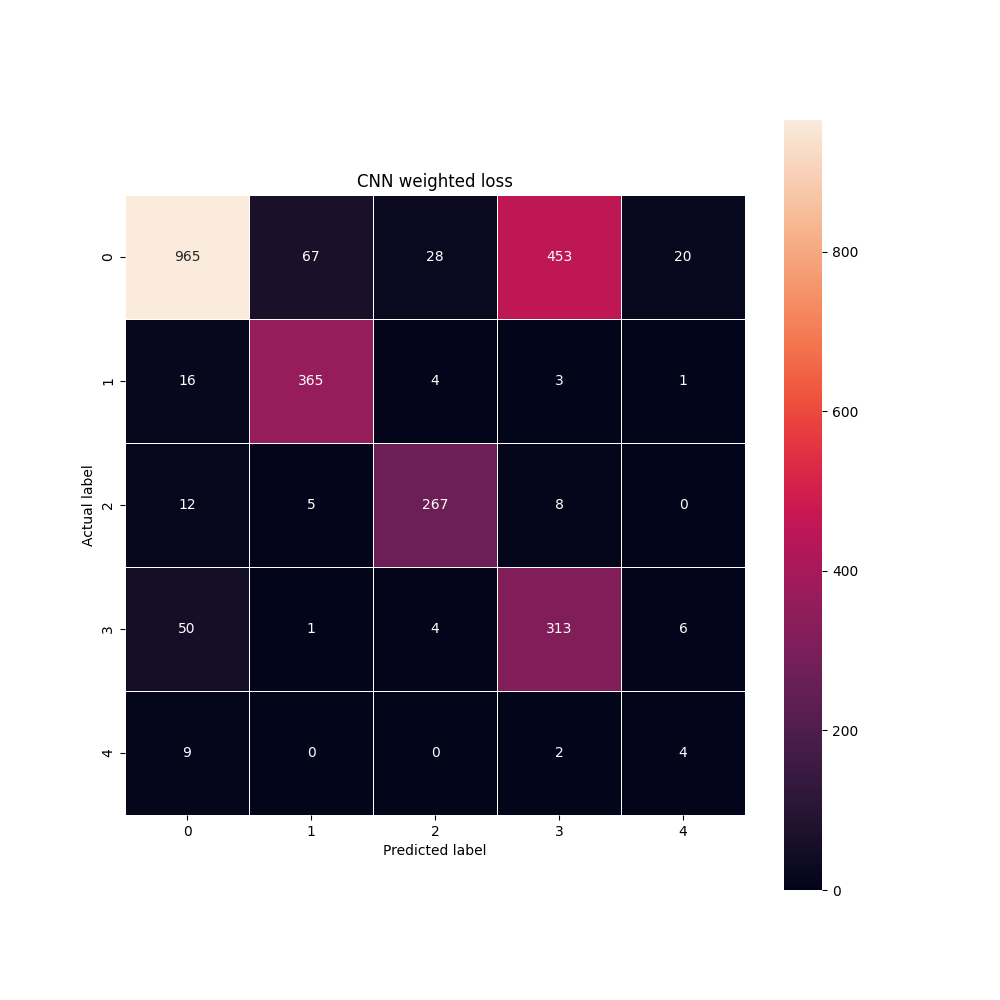 CNN weighted loss
0 965 67 28 453 20
1 16 365 4 3 1
2 12 5 267 8 0
3 50 1 4 313 6
4 9 0 0 2 4
0 1 2 3 4
Predicted label
Actual label
800
600
400
200
0